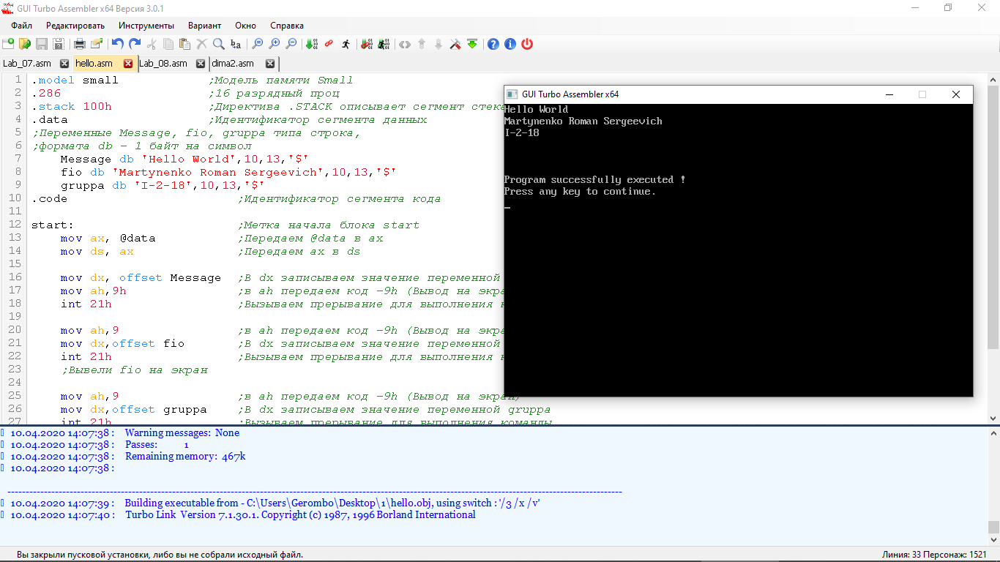 GUI Turbo Assembler x64 Версия 3.0.1
Файл Редактировать Инструменты Вариант Окно Справка
Lab_07.asm hello.asm Lab_08.asm dima2.asm
1 .model small ;Модель памяти Small
2 .286 ;16 разрядный проц
3 .stack 100h ;Директива .STACK описывает сегмент стека
4 .data ;Идентификатор сегмента данных
5 ;Переменные Message, fio, gruppa типа строка,
6 ;формата db - 1 байт на символ
7 Message db 'Hello World',10,13,'$'
8 fio db 'Martynenko Roman Sergeevich',10,13,'$'
9 gruppa db 'I-2-18',10,13,'$'
10 .code ;Идентификатор сегмента кода
11
12 start: ;Метка начала блока start
13 mov ax, @data ;Передаем @data в ax
14 mov ds, ax ;Передаем ax в ds
15
16 mov dx, offset Message ;В dx записываем значение переменной
17 mov ah,9h ;в ah передаем код -9h (Вывод на экра
18 int 21h ;Вызываем прерывание для выполнения к
19
20 mov ah,9 ;в ah передаем код -9h (Вывод на экра
21 mov dx,offset fio ;В dx записываем значение переменной
22 int 21h ;Вызываем прерывание для выполнения к
23 ;Вывели fio на экран
24
25 mov ah,9 ;в ah передаем код -9h (Вывод на экран)
26 mov dx,offset gruppa ;В dx записываем значение переменной gruppa
27 int 21h ;Вызываем прерывание для выполнения команды
GUI Turbo Assembler x64
Hello World
Martynenko Roman Sergeevich
I-2-18
Program successfully executed !
Press any key to continue.
10.04.2020 14:07:38 : Warning messages: None
10.04.2020 14:07:38 : Passes: 1
10.04.2020 14:07:38 : Remaining memory: 467k
10.04.2020 14:07:38 :
10.04.2020 14:07:39 : Building executable from - C:\Users\Gerombo\Desktop\1\hello.obj, using switch : '/3 /x /v'
10.04.2020 14:07:40 : Turbo Link Version 7.1.30.1. Copyright (c) 1987, 1996 Borland International
Вы закрыли пусковой установки, либо вы не собрали исходный файл. Линия: 33 Персонаж: 1521